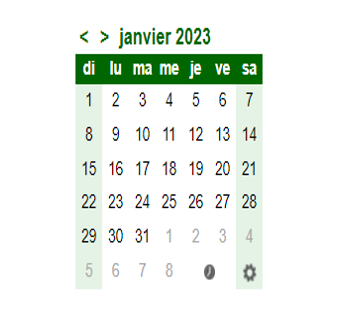 < > janvier 2023
di lu ma me je ve sa
1 2 3 4 5 6 7
8 9 10 11 12 13 14
15 16 17 18 19 20 21
22 23 24 25 26 27 28
29 30 31 1 2 3 4
5 6 7 8